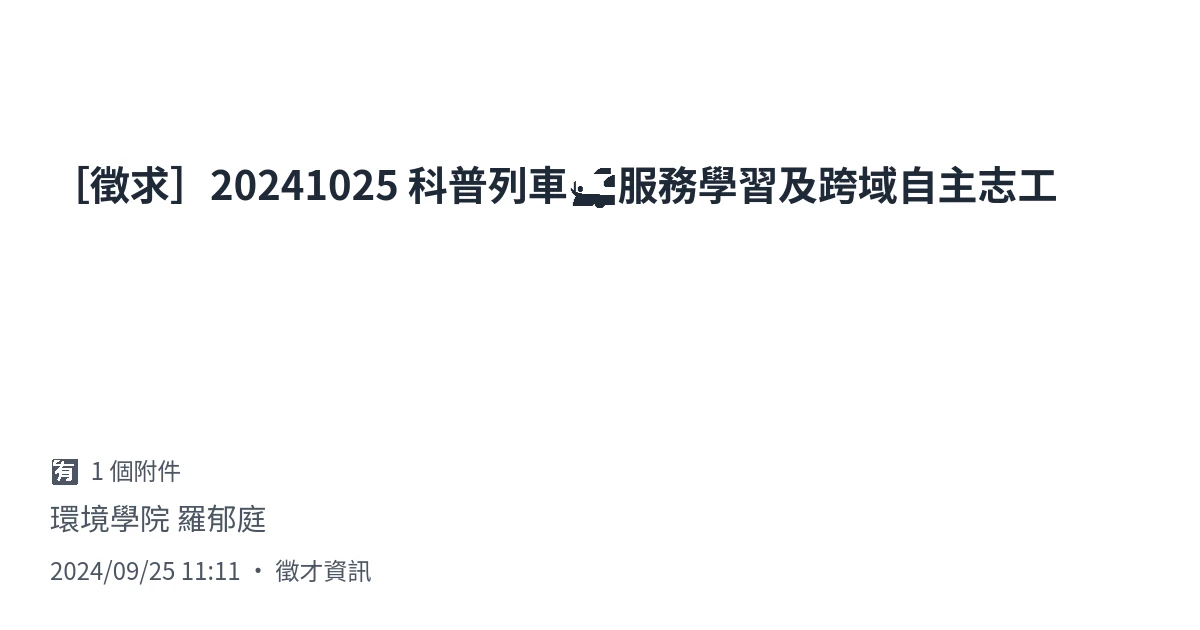 ［徵求］20241025 科普列車🚂服務學習及跨域自主志工
🈶 1 個附件
環境學院 羅郁庭
2024/09/25 11:11 • 徵才資訊